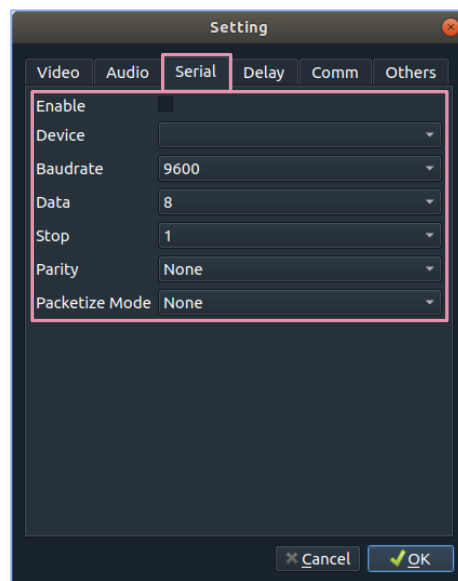 Setting
Video Audio Serial Delay Comm Others
Enable
Device
Baudrate 9600
Data 8
Stop 1
Parity None
Packetize Mode None
Cancel OK